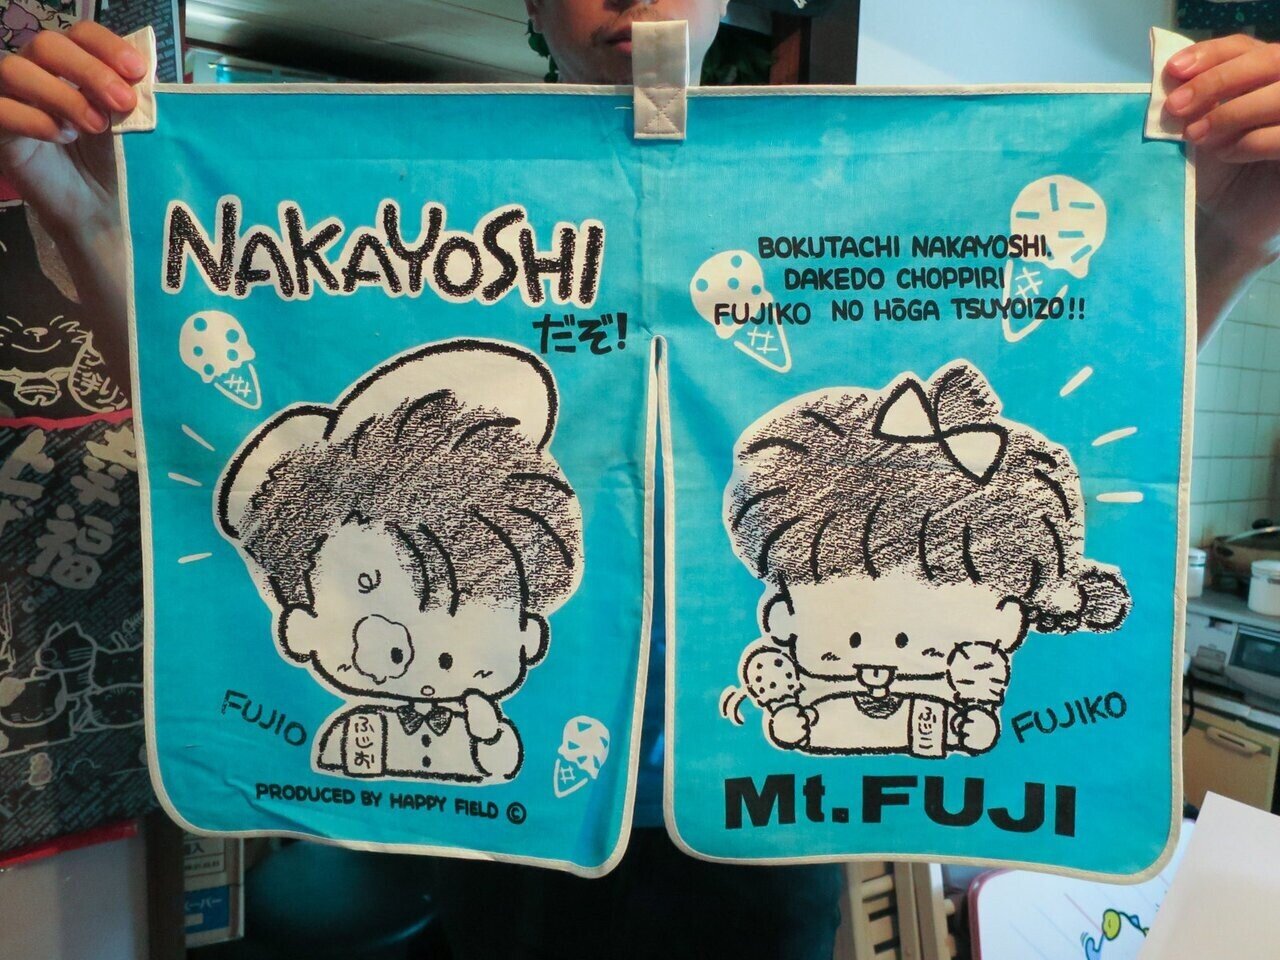 NAKAYOSHI
だぞ!
BOKUTACHI NAKAYOSHI.
DAKEDO CHOPPIRI
FUJIKO NO HōGA TSUYOIZO!!
FUJIO
ふじお
PRODUCED BY HAPPY FIELD ©
ふじこ
FUJIKO
Mt.FUJI